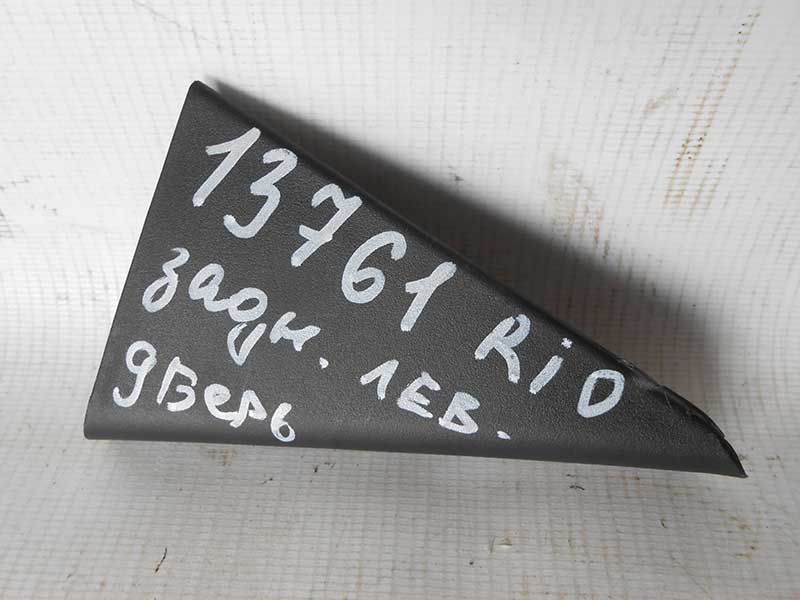 13761 RiO
задн. лев.
дверь